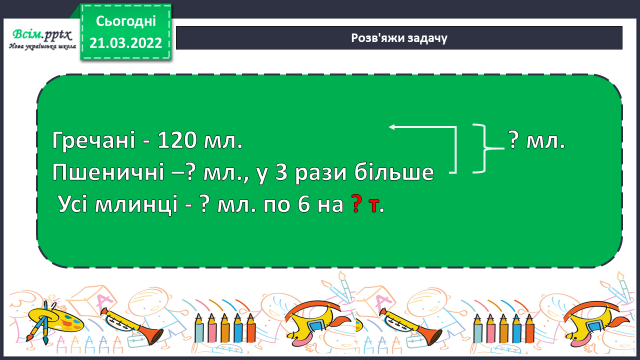 Всім.pptx
Нова українська школа
Сьогодні
21.03.2022
Розв'яжи задачу
Гречані - 120 мл.
? мл.
Пшеничні –? мл., у 3 рази більше
Усі млинці - ? мл. по 6 на ? т.